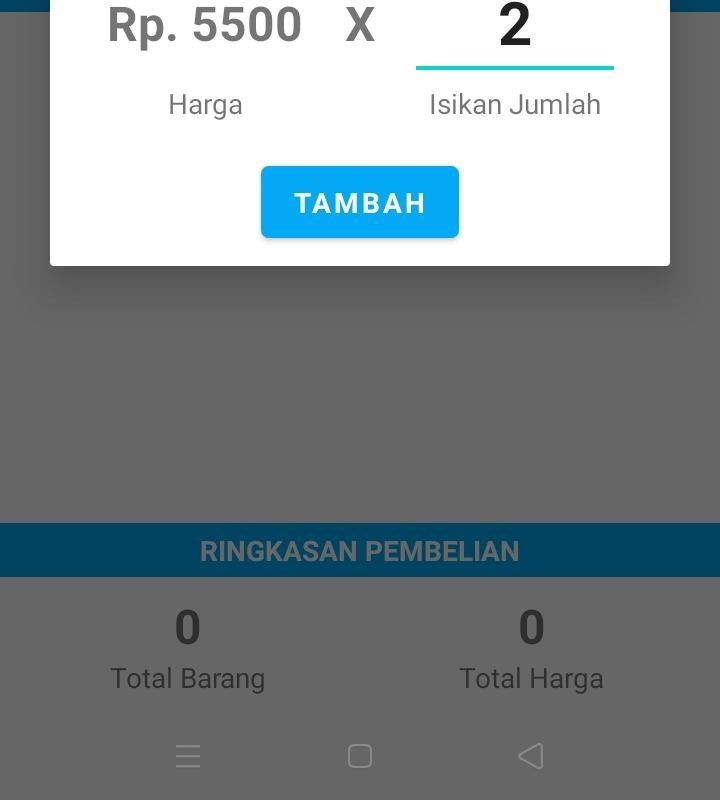 Rp. 5500 X 2
Harga Isikan Jumlah
TAMBAH
RINGKASAN PEMBELIAN
0 0
Total Barang Total Harga